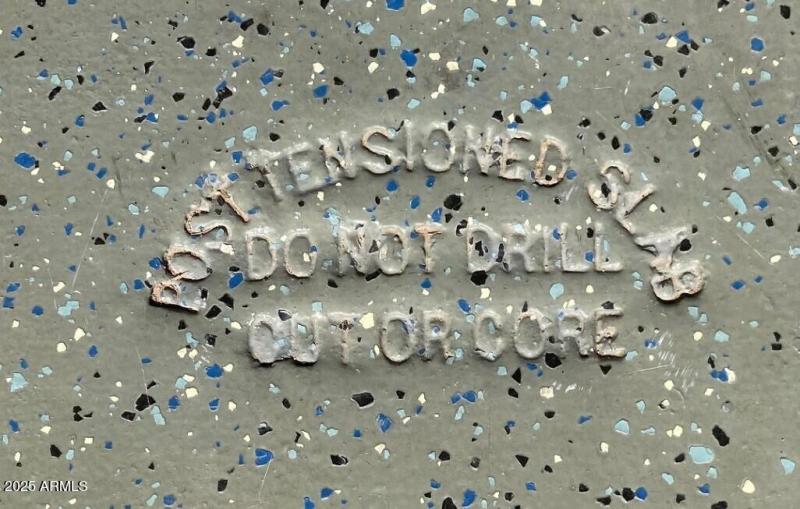 POST TENSIONED SLAB
DO NOT DRILL
CUT OR CORE
2025 ARMLS